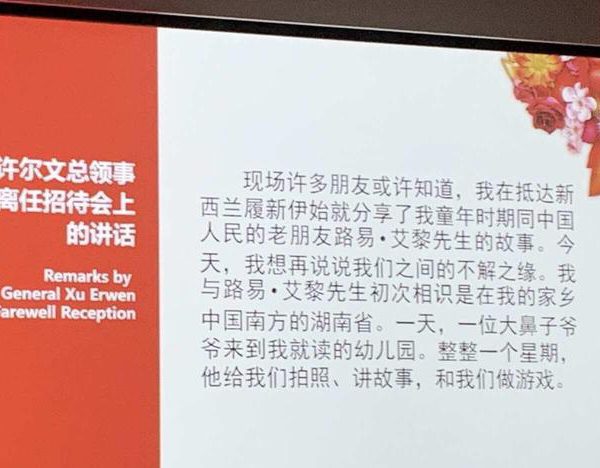 许尔文总领事
离任招待会上
的讲话
Remarks by
General Xu Erwen
Farewell Reception
现场许多朋友或许知道，我在抵达新
西兰履新伊始就分享了我童年时期同中国
人民的老朋友路易•艾黎先生的故事。今
天，我想再说说我们之间的不解之缘。我
与路易•艾黎先生初次相识是在我的家乡
中国南方的湖南省。一天，一位大鼻子爷
爷来到我就读的幼儿园。整整一个星期，
他给我们拍照、讲故事，和我们做游戏。